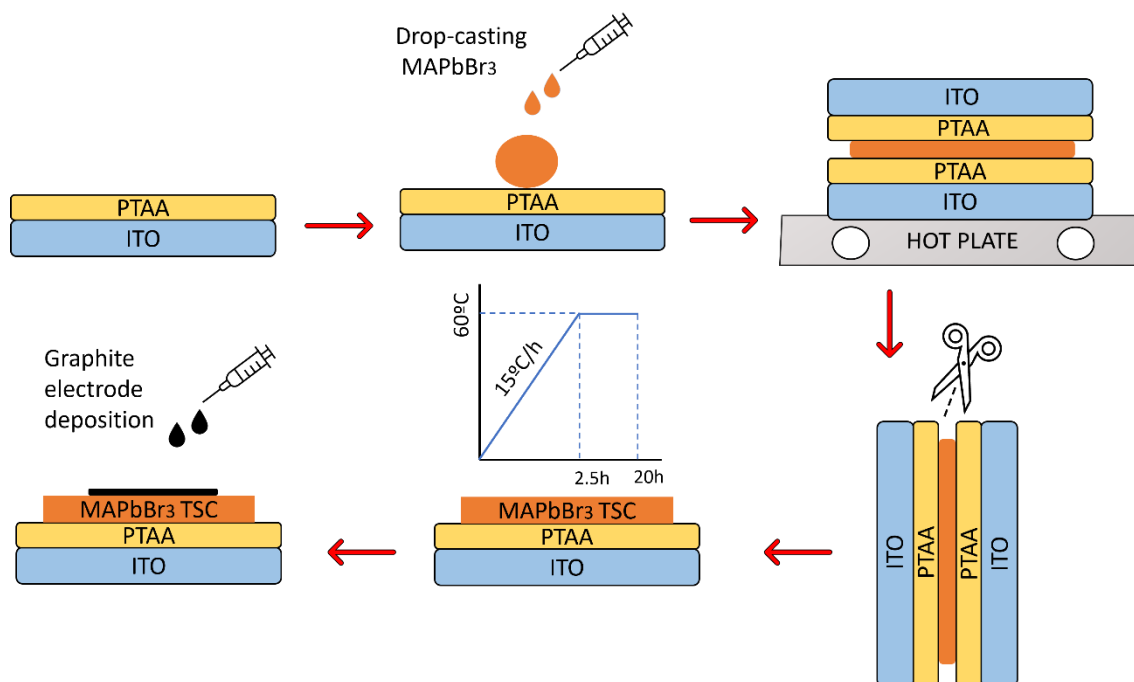 Drop-casting
MAPbBr3
PTAA
ITO
PTAA
ITO
ITO
PTAA
PTAA
ITO
HOT PLATE
ITO
PTAA
PTAA
ITO
60ºC
15ºC/h
2.5h
20h
MAPbBr3 TSC
PTAA
ITO
Graphite
electrode
deposition
MAPbBr3 TSC
PTAA
ITO